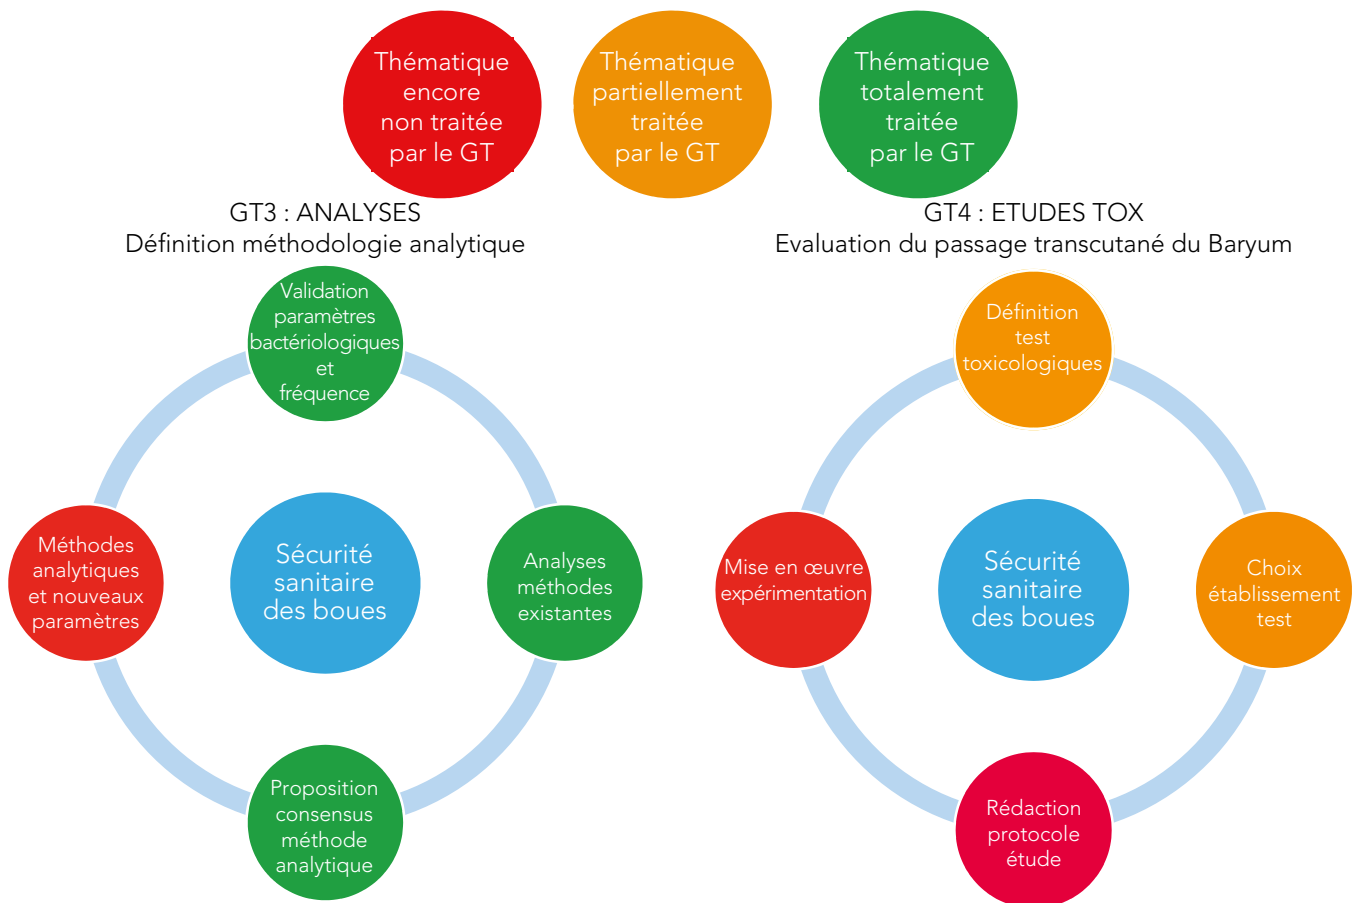 Thématique
encore
non traitée
par le GT
Thématique
partiellement
traitée
par le GT
Thématique
totalement
traitée
par le GT
GT3 : ANALYSES
Définition méthodologie analytique
Validation
paramètres
bactériologiques
et
fréquence
Analyses
méthodes
existantes
Proposition
consensus
méthode
analytique
Méthodes
analytiques
et nouveaux
paramètres
Sécurité
sanitaire
des boues
GT4 : ETUDES TOX
Evaluation du passage transcutané du Baryum
Définition
test
toxicologiques
Choix
établissement
test
Rédaction
protocole
étude
Mise en œuvre
expérimentation
Sécurité
sanitaire
des boues